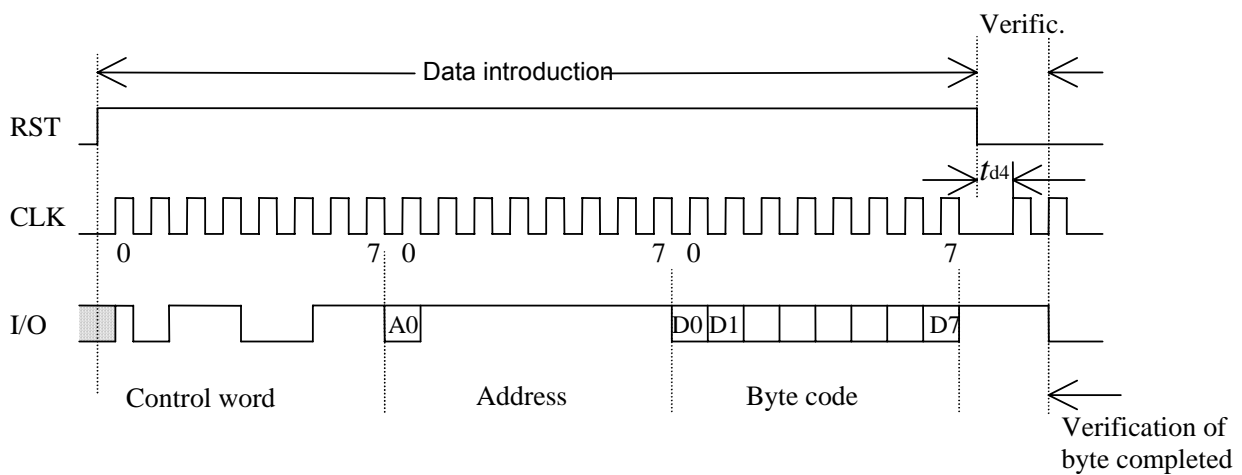 Verific.
Data introduction
RST
td4
CLK
0 7 0 7 0 7
I/O
A0 D0 D1 D7
Control word Address Byte code
Verification of
byte completed